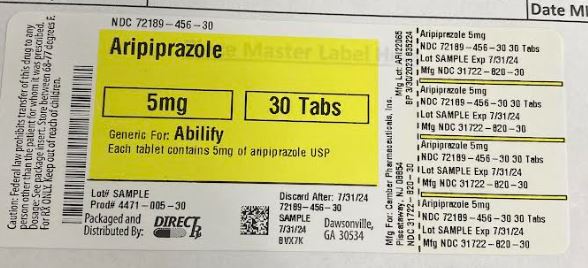 Date
NDC 72189-456-30
Aripiprazole
Master Label
5mg
30 Tabs
Generic For: Abilify
Each tablet contains 5mg of aripiprazole USP
Caution: Federal law prohibits transfer of this drug to any
person other than the patient for whom it was prescribed.
Dosage: See package insert. Store between 68-77 degrees F.
For RX ONLY. Keep out of reach of children.
Lot# SAMPLE
Prod# 4471-005-30
Packaged and
Distributed By:
DIRECT Rx
Discard After: 7/31/24
72189-456-30
SAMPLE
7/31/24
BVX7K
Dawsonville,
GA 30534
Mfg For: Camber Pharmaceuticals, Inc.
Piscataway, NJ 08854
NDC 31722-820-30
Mfg Lot: ARI22365
BP 3/30/2023 835224
Aripiprazole 5mg
NDC 72189-456-30 30 Tabs
Lot SAMPLE Exp 7/31/24
Mfg NDC 31722-820-30
Aripiprazole 5mg
NDC 72189-456-30 30 Tabs
Lot SAMPLE Exp 7/31/24
Mfg NDC 31722-820-30
Aripiprazole 5mg
NDC 72189-456-30 30 Tabs
Lot SAMPLE Exp 7/31/24
Mfg NDC 31722-820-30
Aripiprazole 5mg
NDC 72189-456-30 30 Tabs
Lot SAMPLE Exp 7/31/24
Mfg NDC 31722-820-30